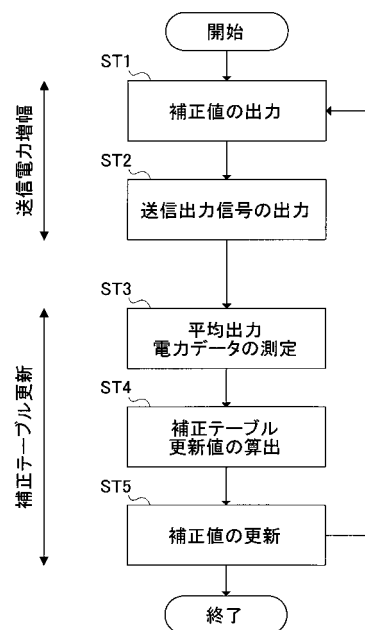 開始
ST1
補正値の出力
送信電力増幅
ST2
送信出力信号の出力
ST3
平均出力
電力データの測定
補正テーブル更新
ST4
補正テーブル
更新値の算出
ST5
補正値の更新
終了